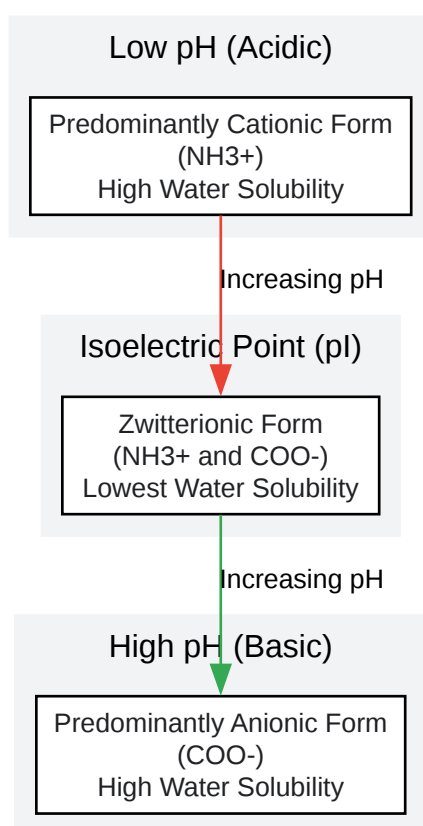 Low pH (Acidic)
Predominantly Cationic Form
(NH3+)
High Water Solubility
Increasing pH
Isoelectric Point (pI)
Zwitterionic Form
(NH3+ and COO-)
Lowest Water Solubility
Increasing pH
High pH (Basic)
Predominantly Anionic Form
(COO-)
High Water Solubility